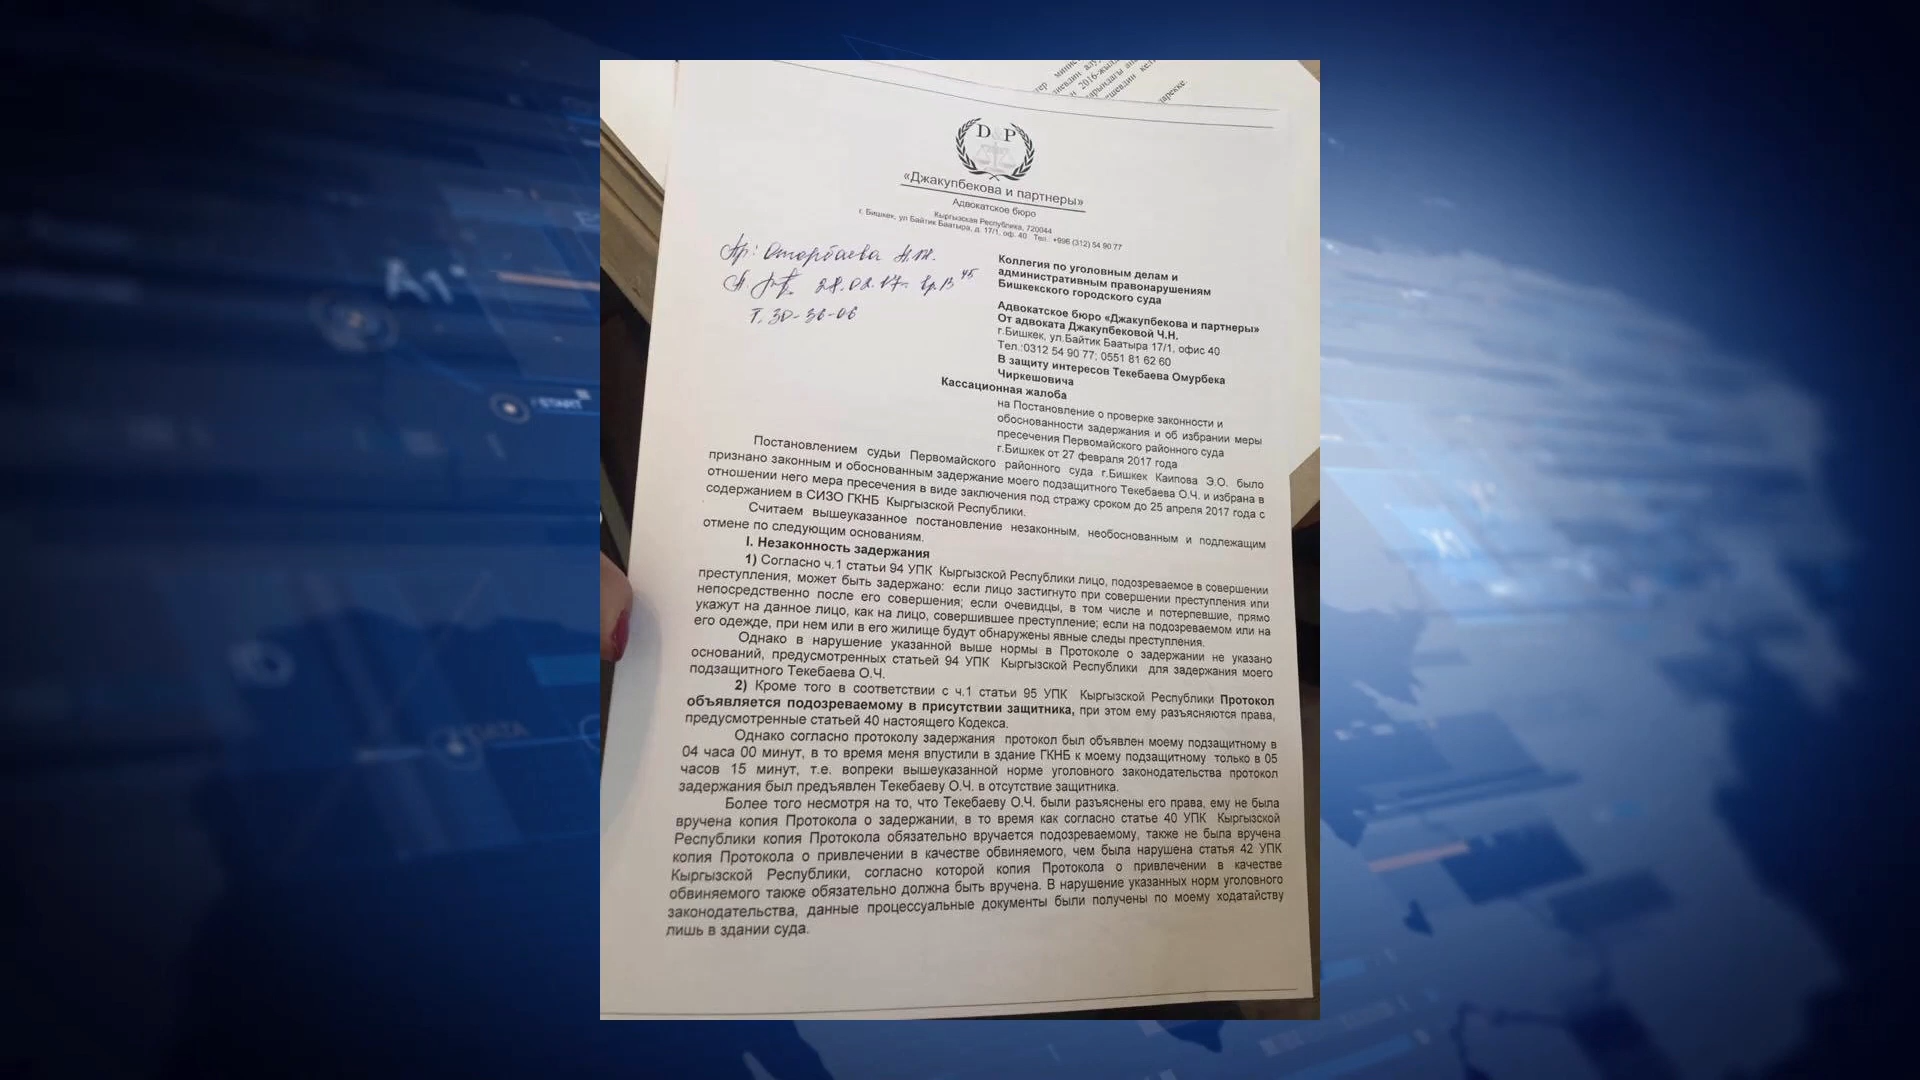 D P
«Джакупбекова и партнеры»
Адвокатское бюро
Кыргызская Республика, 720044
г. Бишкек, ул Байтик Баатыра, д. 17/1, оф. 40 Тел.: +996 (312) 54 90 77
28.02.17
т. 30-36-06
Коллегия по уголовным делам и
административным правонарушениям
Бишкекского городского суда
Адвокатское бюро «Джакупбекова и партнеры»
От адвоката Джакупбековой Ч.Н.
г.Бишкек, ул.Байтик Баатыра 17/1, офис 40
Тел.:0312 54 90 77; 0551 81 62 60
В защиту интересов Текебаева Омурбека
Чиркешовича
Кассационная жалоба
на Постановление о проверке законности и
обоснованности задержания и об избрании меры
пресечения Первомайского районного суда
г.Бишкек от 27 февраля 2017 года
Постановлением судьи Первомайского районного суда г.Бишкек Каипова Э.О. было
признано законным и обоснованным задержание моего подзащитного Текебаева О.Ч. и избрана в
отношении него мера пресечения в виде заключения под стражу сроком до 25 апреля 2017 года с
содержанием в СИЗО ГКНБ Кыргызской Республики.
Считаем вышеуказанное постановление незаконным, необоснованным и подлежащим
отмене по следующим основаниям.
I. Незаконность задержания
1) Согласно ч.1 статьи 94 УПК Кыргызской Республики лицо, подозреваемое в совершении
преступления, может быть задержано: если лицо застигнуто при совершении преступления или
непосредственно после его совершения; если очевидцы, в том числе и потерпевшие, прямо
укажут на данное лицо, как на лицо, совершившее преступление; если на подозреваемом или на
его одежде, при нем или в его жилище будут обнаружены явные следы преступления.
Однако в нарушение указанной выше нормы в Протоколе о задержании не указано
оснований, предусмотренных статьей 94 УПК Кыргызской Республики для задержания моего
подзащитного Текебаева О.Ч.
2) Кроме того в соответствии с ч.1 статьи 95 УПК Кыргызской Республики Протокол
объявляется подозреваемому в присутствии защитника, при этом ему разъясняются права,
предусмотренные статьей 40 настоящего Кодекса.
Однако согласно протоколу задержания протокол был объявлен моему подзащитному в
04 часа 00 минут, в то время меня впустили в здание ГКНБ к моему подзащитному только в 05
часов 15 минут, т.е. вопреки вышеуказанной норме уголовного законодательства протокол
задержания был предъявлен Текебаеву О.Ч. в отсутствие защитника.
Более того несмотря на то, что Текебаеву О.Ч. были разъяснены его права, ему не была
вручена копия Протокола о задержании, в то время как согласно статье 40 УПК Кыргызской
Республики копия Протокола обязательно вручается подозреваемому, также не была вручена
копия Протокола о привлечении в качестве обвиняемого, чем была нарушена статья 42 УПК
Кыргызской Республики, согласно которой копия Протокола о привлечении в качестве
обвиняемого также обязательно должна быть вручена. В нарушение указанных норм уголовного
законодательства, данные процессуальные документы были получены по моему ходатайству
лишь в здании суда.